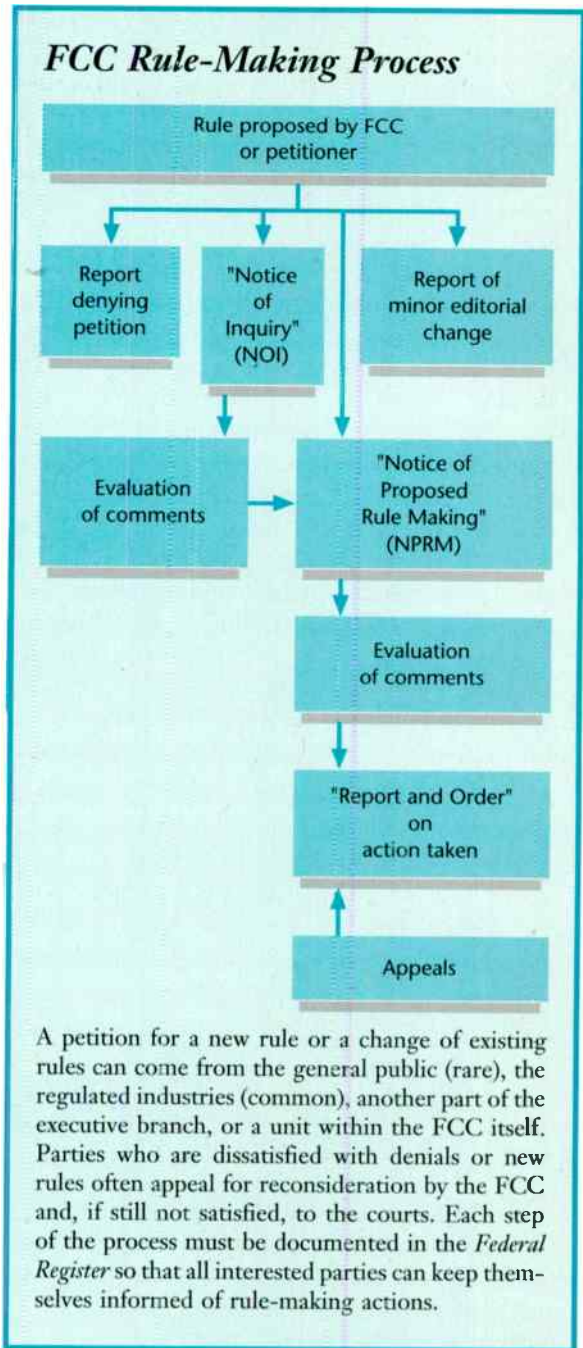 FCC Rule-Making Process
Rule proposed by FCC
or petitioner
Report
denying
petition
"Notice
of
Inquiry"
(NOI)
Report of
minor editorial
change
Evaluation
of comments
"Notice of
Proposed
Rule Making"
(NPRM)
Evaluation
of comments
"Report and Order"
on
action taken
Appeals
A petition for a new rule or a change of existing
rules can come from the general public (rare), the
regulated industries (common), another part of the
executive branch, or a unit within the FCC itself.
Parties who are dissatisfied with denials or new
rules often appeal for reconsideration by the FCC
and, if still not satisfied, to the courts. Each step
of the process must be documented in the Federal
Register so that all interested parties can keep them-
selves informed of rule-making actions.